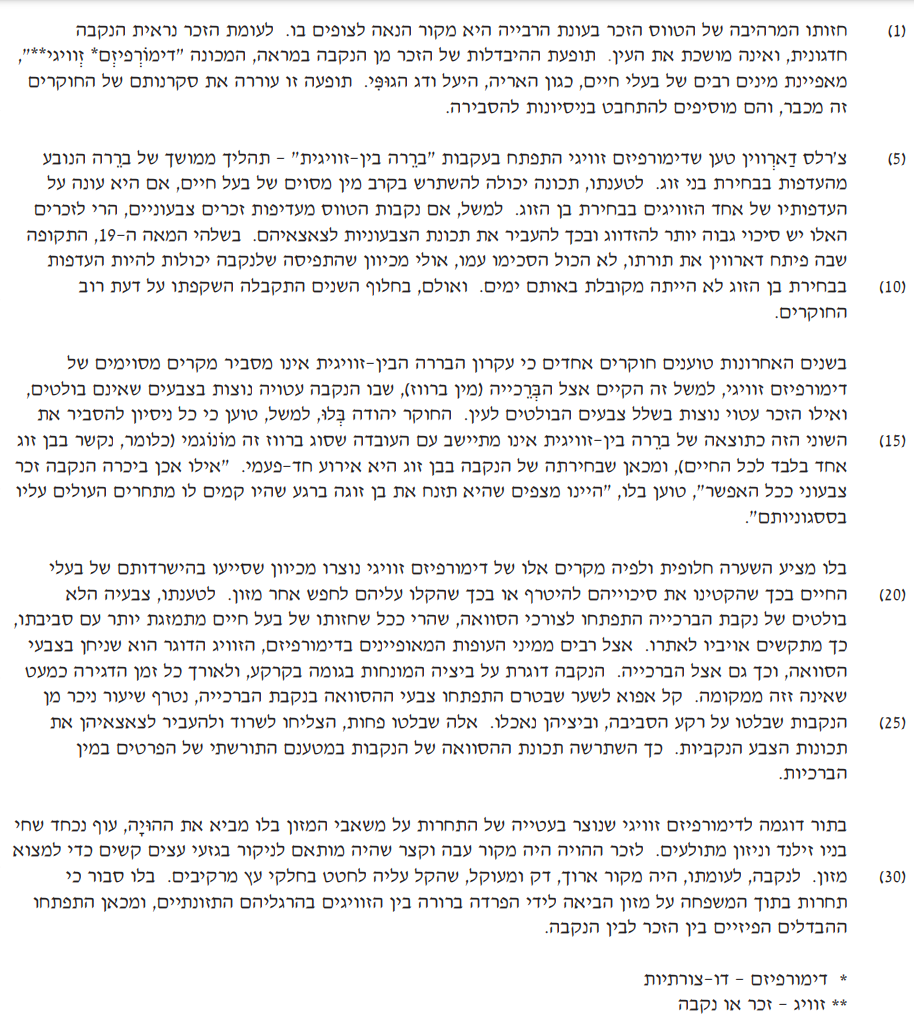 (1) חזותו המרהיבה של הטווס הזכר בעונת הרבייה היא מקור הנאה לצופים בו. לעומת הזכר נראית הנקבה
חדגונית, ואינה מושכת את העין. תופעת ההיבדלות של הזכר מן הנקבה במראה, המכונה "דימוֹרְפיזְם* זְוויגי**",
מאפיינת מינים רבים של בעלי חיים, כגון האריה, היעל ודג הגוּפִּי. תופעה זו עוררה את סקרנותם של החוקרים
זה מכבר, והם מוסיפים להתחבט בניסיונות להסבירה.
(5) צ'רלס דַארְווין טען שדימורפיזם זוויגי התפתח בעקבות "ברֵרה בין-זוויגית" - תהליך ממושך של ברֵרה הנובע
מהעדפות בבחירת בני זוג. לטענתו, תכונה יכולה להשתרש בקרב מין מסוים של בעל חיים, אם היא עונה על
העדפותיו של אחד הזוויגים בבחירת בן הזוג. למשל, אם נקבות הטווס מעדיפות זכרים צבעוניים, הרי לזכרים
האלו יש סיכוי גבוה יותר להזדווג ובכך להעביר את תכונת הצבעוניות לצאצאיהם. בשלהי המאה ה-19, התקופה
שבה פיתח דארווין את תורתו, לא הכול הסכימו עמו, אולי מכיוון שהתפיסה שלנקבה יכולות להיות העדפות
(10) בבחירת בן הזוג לא הייתה מקובלת באותם ימים. ואולם, בחלוף השנים התקבלה השקפתו על דעת רוב
החוקרים.
בשנים האחרונות טוענים חוקרים אחדים כי עקרון הבררה הבין-זוויגית אינו מסביר מקרים מסוימים של
דימורפיזם זוויגי, למשל זה הקיים אצל הבְּרֵכייה (מין ברווז), שבו הנקבה עטויה נוצות בצבעים שאינם בולטים,
ואילו הזכר עטוי נוצות בשלל צבעים הבולטים לעין. החוקר יהודה בְּלוּ, למשל, טוען כי כל ניסיון להסביר את
(15) השוני הזה כתוצאה של ברֵרה בין-זוויגית אינו מתיישב עם העובדה שסוג ברווז זה מוֹנוֹגמי (כלומר, נקשר בבן זוג
אחד בלבד לכל החיים), ומכאן שבחירתה של הנקבה בבן זוג היא אירוע חד-פעמי. "אילו אכן ביכרה הנקבה זכר
צבעוני ככל האפשר", טוען בלו, "היינו מצפים שהיא תזנח את בן זוגה ברגע שהיו קמים לו מתחרים העולים עליו
בססגוניותם".
בלו מציע השערה חלופית ולפיה מקרים אלו של דימורפיזם זוויגי נוצרו מכיוון שסייעו בהישרדותם של בעלי
(20) החיים בכך שהקטינו את סיכוייהם להיטרף או בכך שהקלו עליהם לחפש אחר מזון. לטענתו, צבעיה הלא
בולטים של נקבת הברכייה התפתחו לצורכי הסוואה, שהרי ככל שחזותו של בעל חיים מתמזגת יותר עם סביבתו,
כך מתקשים אויביו לאתרו. אצל רבים ממיני העופות המאופיינים בדימורפיזם, הזוויג הדוגר הוא שניחן בצבעי
הסוואה, וכך גם אצל הברכייה. הנקבה דוגרת על ביציה המונחות בגומה בקרקע, ולאורך כל זמן הדגירה כמעט
שאינה זזה ממקומה. קל אפוא לשער שבטרם התפתחו צבעי ההסוואה בנקבת הברכייה, נטרף שיעור ניכר מן
(25) הנקבות שבלטו על רקע הסביבה, וביציהן נאכלו. אלה שבלטו פחות, הצליחו לשרוד ולהעביר לצאצאיהן את
תכונות הצבע הנקביות. כך השתרשה תכונת ההסוואה של הנקבות במטענם התורשתי של הפרטים במין
הברכיות.
בתור דוגמה לדימורפיזם זוויגי שנוצר בעטייה של התחרות על משאבי המזון בלו מביא את ההוּיָה, עוף נכחד שחי
בניו זילנד וניזון מתולעים. לזכר ההויה היה מקור עבה וקצר שהיה מותאם לניקור בגזעי עצים קשים כדי למצוא
(30) מזון. לנקבה, לעומתו, היה מקור ארוך, דק ומעוקל, שהקל עליה לחטט בחלקי עץ מרקיבים. בלו סבור כי
תחרות בתוך המשפחה על מזון הביאה לידי הפרדה ברורה בין הזוויגים בהרגליהם התזונתיים, ומכאן התפתחו
ההבדלים הפיזיים בין הזכר לבין הנקבה.
* דימורפיזם - דו-צורתיות
** זוויג - זכר או נקבה